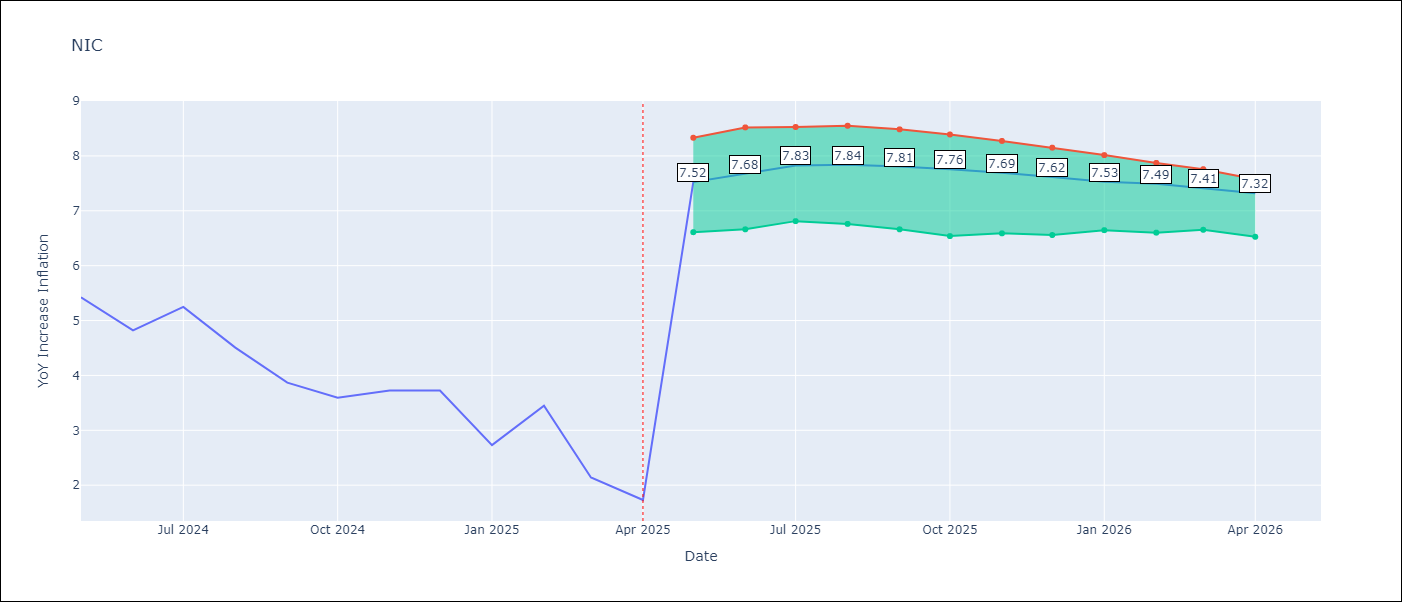 NIC
YoY Increase Inflation
9
8
7
6
5
4
3
2
7.52
7.68
7.83
7.84
7.81
7.76
7.69
7.62
7.53
7.49
7.41
7.32
Jul 2024
Oct 2024
Jan 2025
Apr 2025
Jul 2025
Oct 2025
Jan 2026
Apr 2026
Date